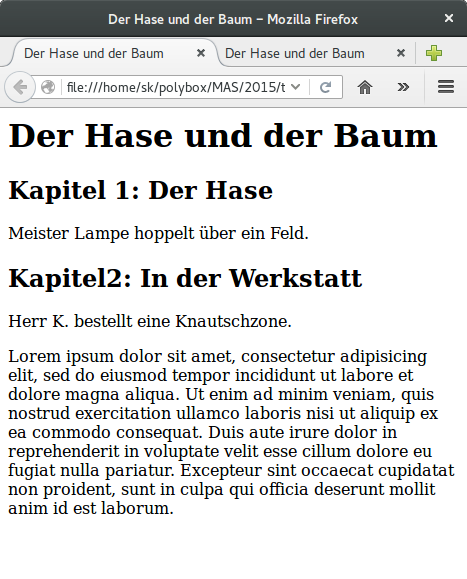 Der Hase und der Baum – Mozilla Firefox
Der Hase und der Baum
Der Hase und der Baum
file:///home/sk/polybox/MAS/2015/t
Der Hase und der Baum
Kapitel 1: Der Hase
Meister Lampe hoppelt über ein Feld.
Kapitel2: In der Werkstatt
Herr K. bestellt eine Knautschzone.
Lorem ipsum dolor sit amet, consectetur adipisicing
elit, sed do eiusmod tempor incididunt ut labore et
dolore magna aliqua. Ut enim ad minim veniam, quis
nostrud exercitation ullamco laboris nisi ut aliquip ex
ea commodo consequat. Duis aute irure dolor in
reprehenderit in voluptate velit esse cillum dolore eu
fugiat nulla pariatur. Excepteur sint occaecat cupidatat
non proident, sunt in culpa qui officia deserunt mollit
anim id est laborum.